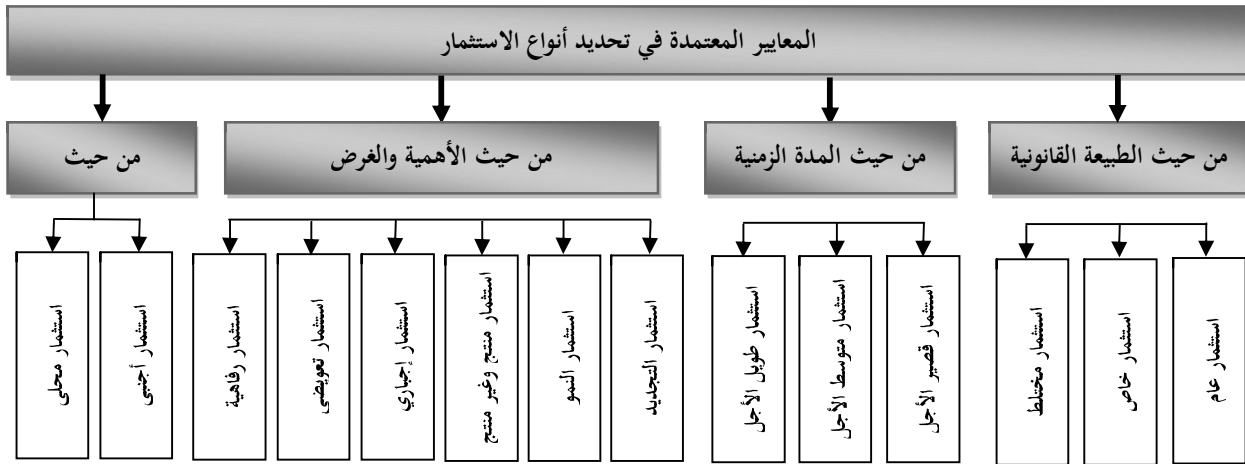 المعايير المعتمدة في تحديد أنواع الاستثمار
من حيث الطبيعة القانونية
من حيث المدة الزمنية
من حيث الأهمية والغرض
من حيث
استثمار عام
استثمار خاص
استثمار مختلط
استثمار قصير الأجل
استثمار متوسط الأجل
استثمار طويل الأجل
استثمار التجديد
استثمار النمو
استثمار منتج وغير منتج
استثمار إجباري
استثمار تعويضي
استثمار رفاهية
استثمار أجنبي
استثمار محلي